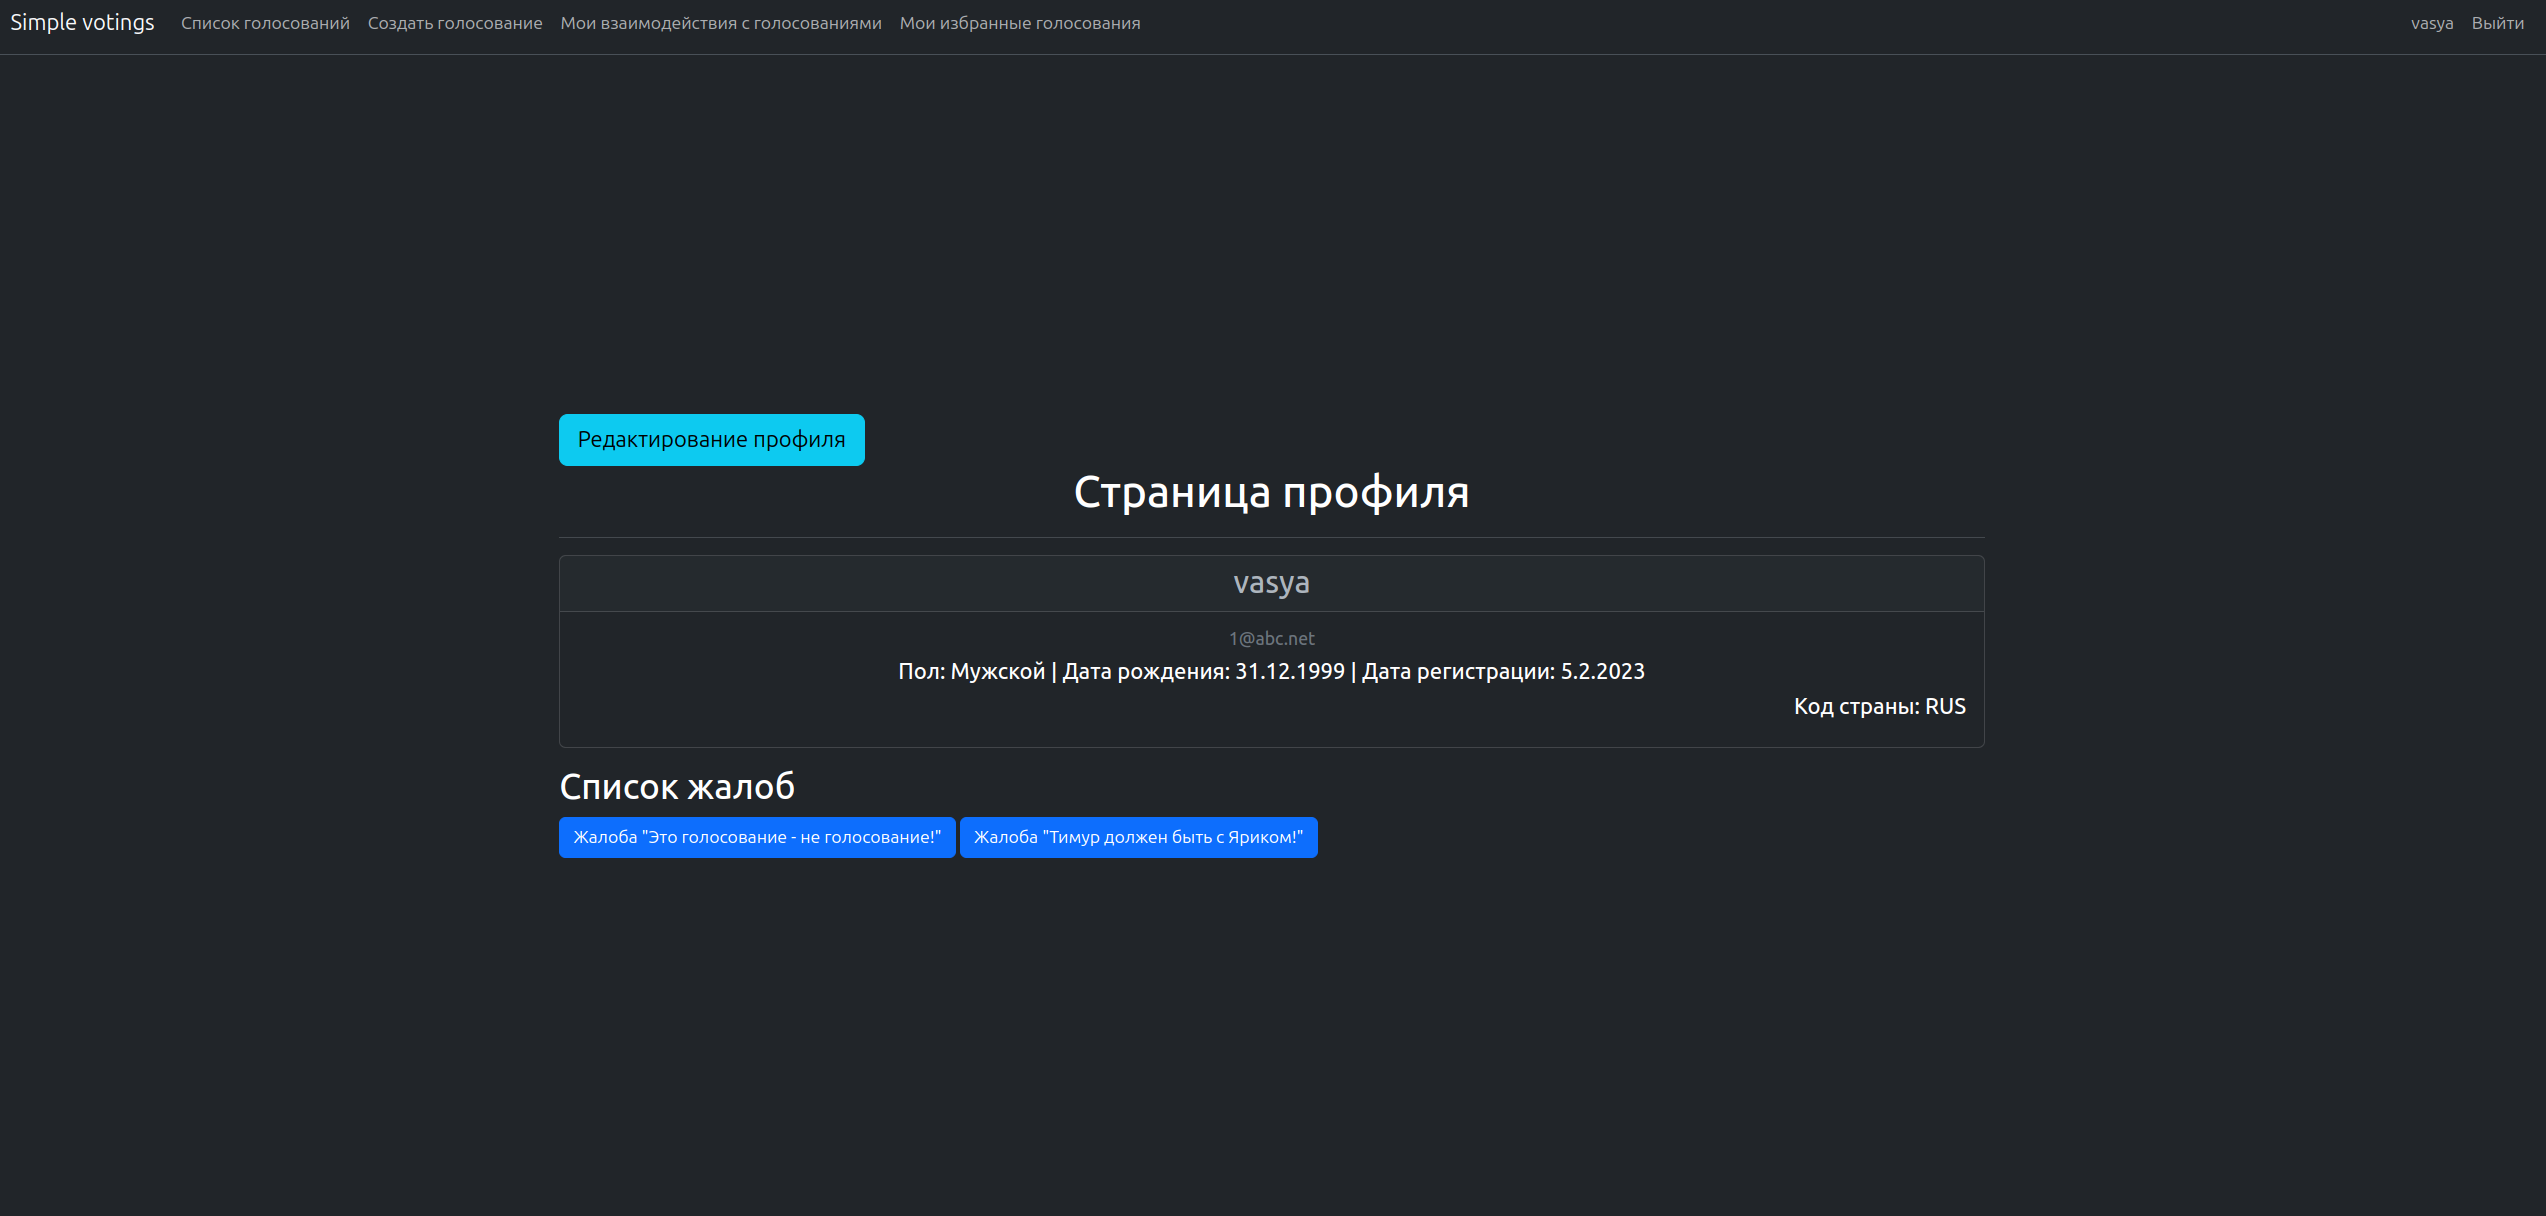 Simple votings Список голосований Создать голосование Мои взаимодействия с голосованиями Мои избранные голосования vasya Выйти
Редактирование профиля
Страница профиля
vasya
1@abc.net
Пол: Мужской | Дата рождения: 31.12.1999 | Дата регистрации: 5.2.2023
Код страны: RUS
Список жалоб
Жалоба "Это голосование - не голосование!" Жалоба "Тимур должен быть с Яриком!"